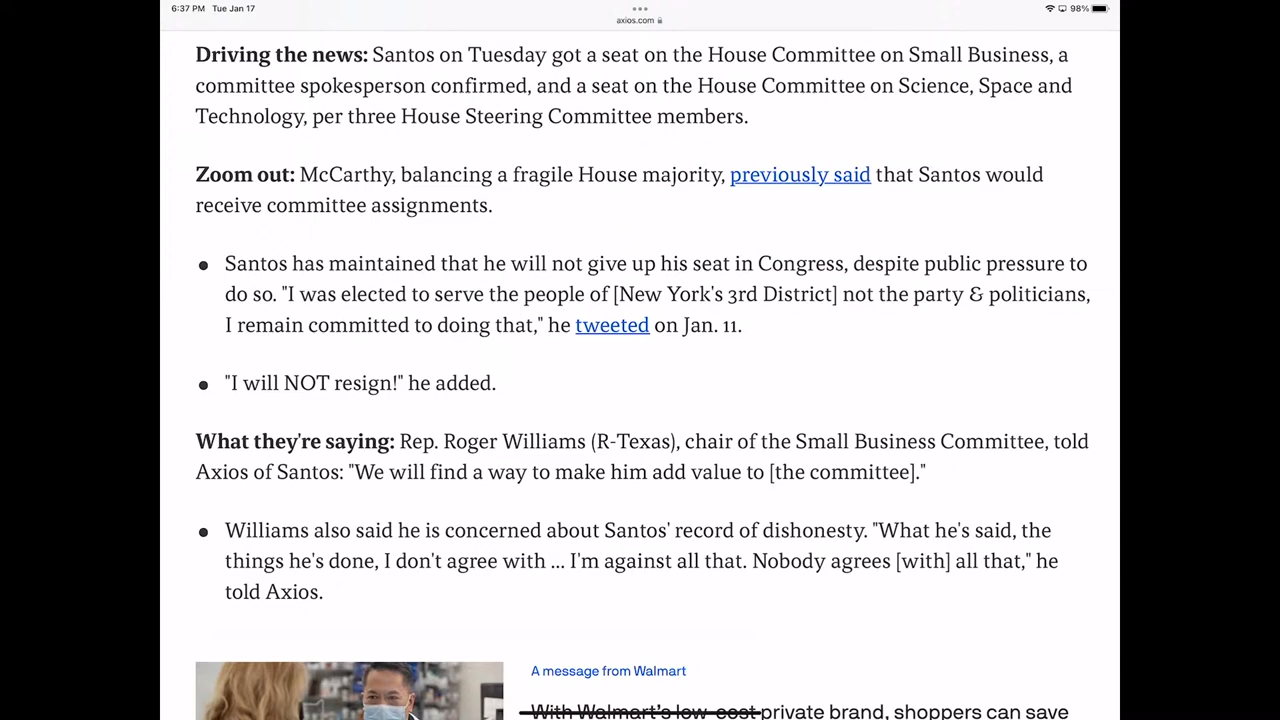 6:37 PM Tue Jan 17
98%
axios.com
Driving the news: Santos on Tuesday got a seat on the House Committee on Small Business, a
committee spokesperson confirmed, and a seat on the House Committee on Science, Space and
Technology, per three House Steering Committee members.
Zoom out: McCarthy, balancing a fragile House majority, previously said that Santos would
receive committee assignments.
• Santos has maintained that he will not give up his seat in Congress, despite public pressure to
do so. "I was elected to serve the people of [New York's 3rd District] not the party & politicians,
I remain committed to doing that," he tweeted on Jan. 11.
• "I will NOT resign!" he added.
What they're saying: Rep. Roger Williams (R-Texas), chair of the Small Business Committee, told
Axios of Santos: "We will find a way to make him add value to [the committee]."
• Williams also said he is concerned about Santos' record of dishonesty. "What he's said, the
things he's done, I don't agree with ... I'm against all that. Nobody agrees [with] all that," he
told Axios.
A message from Walmart
With Walmart's low-cost private brand, shoppers can save